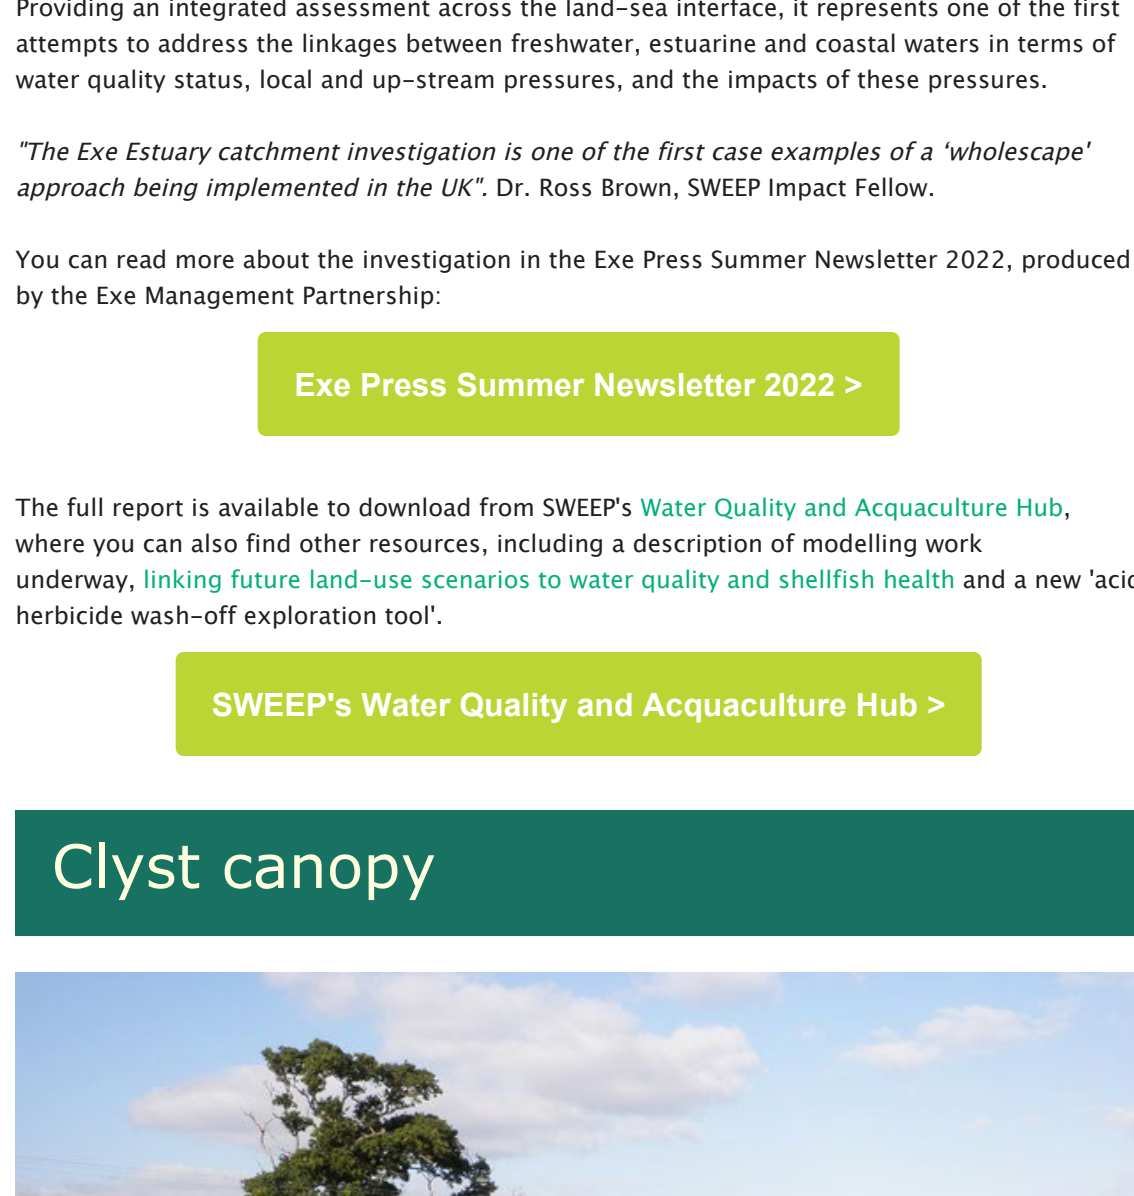 Providing an integrated assessment across the land-sea interface, it represents one of the first
attempts to address the linkages between freshwater, estuarine and coastal waters in terms of
water quality status, local and up-stream pressures, and the impacts of these pressures.
"The Exe Estuary catchment investigation is one of the first case examples of a ‘wholescape'
approach being implemented in the UK". Dr. Ross Brown, SWEEP Impact Fellow.
You can read more about the investigation in the Exe Press Summer Newsletter 2022, produced
by the Exe Management Partnership:
Exe Press Summer Newsletter 2022 >
The full report is available to download from SWEEP's Water Quality and Acquaculture Hub,
where you can also find other resources, including a description of modelling work
underway, linking future land-use scenarios to water quality and shellfish health and a new 'acid
herbicide wash-off exploration tool'.
SWEEP's Water Quality and Acquaculture Hub >
Clyst canopy